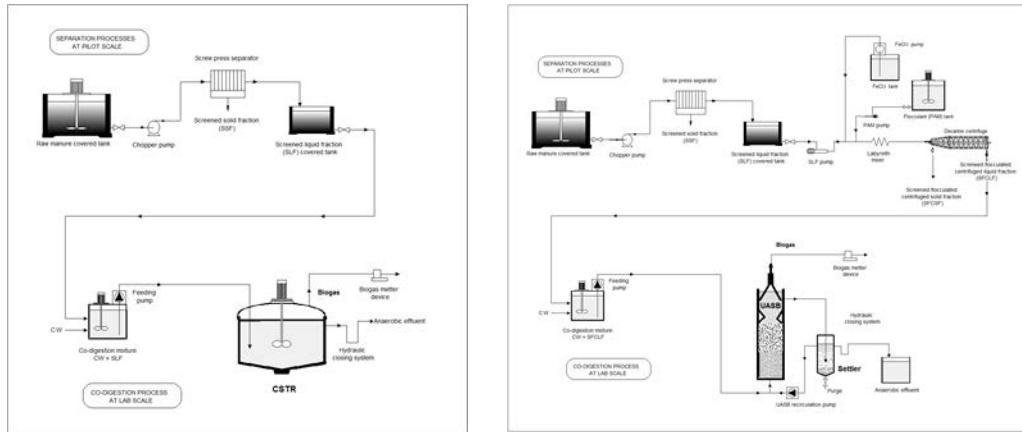 SEPARATION PROCESSES
AT PILOT SCALE
Screw press separator
Raw manure covered tank
Chopper pump
Screened solid fraction
(SSF)
Screened liquid fraction
(SLF) covered tank
C W
Feeding
pump
Co-digestion mixture
CW + SLF
Biogas
Biogas metter
device
Anaerobic effluent
Hydraulic
closing system
CSTR
CO-DIGESTION PROCESS
AT LAB SCALE
SEPARATION PROCESSES
AT PILOT SCALE
Screw press separator
Raw manure covered tank
Chopper pump
Screened solid fraction
(SSF)
Screened liquid fraction
(SLF) covered tank
SLF pump
pump
tank
PAM pump
Flocculant (PAM) tank
Labyrinth
mixer
Decanter centrifuge
Screened flocculated
centrifuged liquid fraction
(SFCLF)
Screened flocculated
centrifuged solid fraction
(SFCSF)
CW
Feeding
pump
Co-digestion mixture
CW + SFCLF
Biogas
Biogas metter
device
UASB
Hydraulic
closing system
Settler
Purge
UASB recirculation pump
Anaerobic effluent
CO-DIGESTION PROCESS
AT LAB SCALE